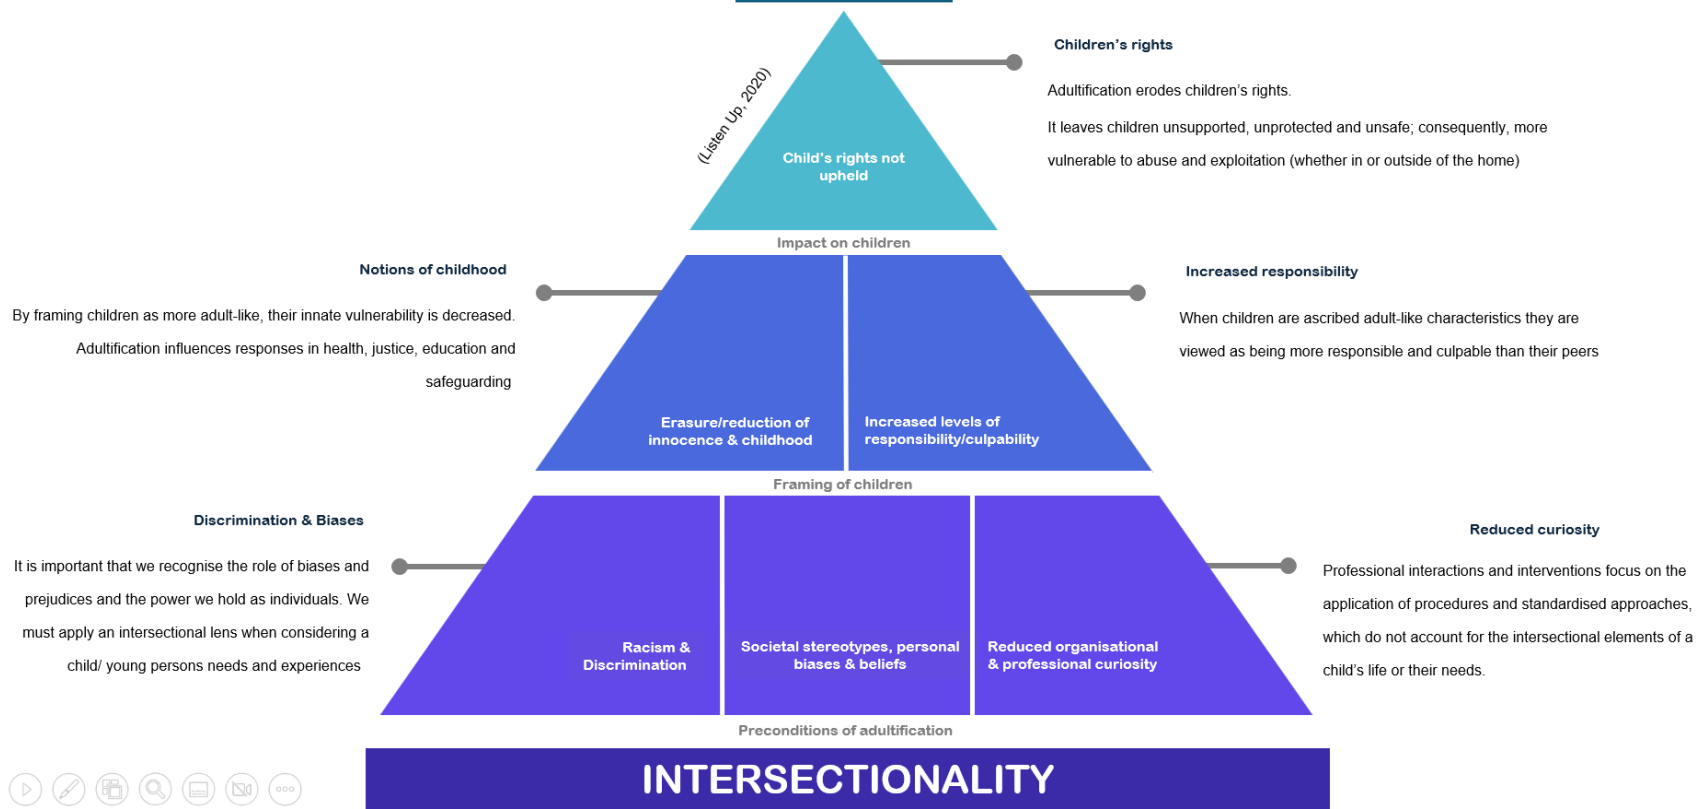 Children's rights
Adultification erodes children's rights.
It leaves children unsupported, unprotected and unsafe; consequently, more
vulnerable to abuse and exploitation (whether in or outside of the home)
(Listen Up, 2020)
Child's rights not
upheld
Impact on children
Notions of childhood
By framing children as more adult-like, their innate vulnerability is decreased.
Adultification influences responses in health, justice, education and
safeguarding
Increased responsibility
When children are ascribed adult-like characteristics they are
viewed as being more responsible and culpable than their peers
Erasure/reduction of
innocence & childhood
Increased levels of
responsibility/culpability
Framing of children
Discrimination & Biases
It is important that we recognise the role of biases and
prejudices and the power we hold as individuals. We
must apply an intersectional lens when considering a
child/ young persons needs and experiences
Reduced curiosity
Professional interactions and interventions focus on the
application of procedures and standardised approaches,
which do not account for the intersectional elements of a
child's life or their needs.
Racism &
Discrimination
Societal stereotypes, personal
biases & beliefs
Reduced organisational
& professional curiosity
Preconditions of adultification
INTERSECTIONALITY